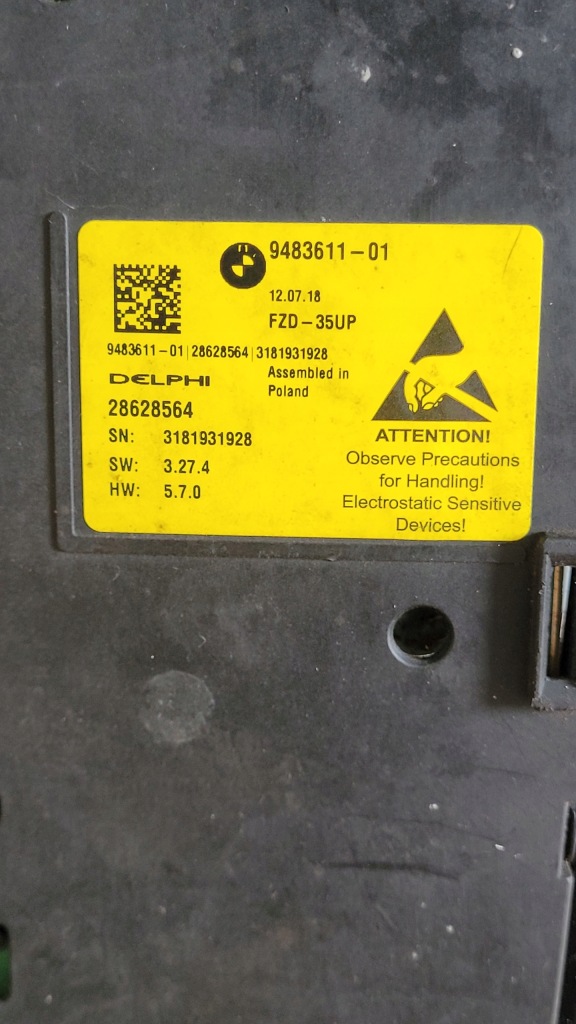 9483611-01
12.07.18
FZD-35UP
9483611-01|28628564|3181931928
DELPHI
Assembled in
Poland
28628564
SN: 3181931928
SW: 3.27.4
HW: 5.7.0
ATTENTION!
Observe Precautions
for Handling!
Electrostatic Sensitive
Devices!